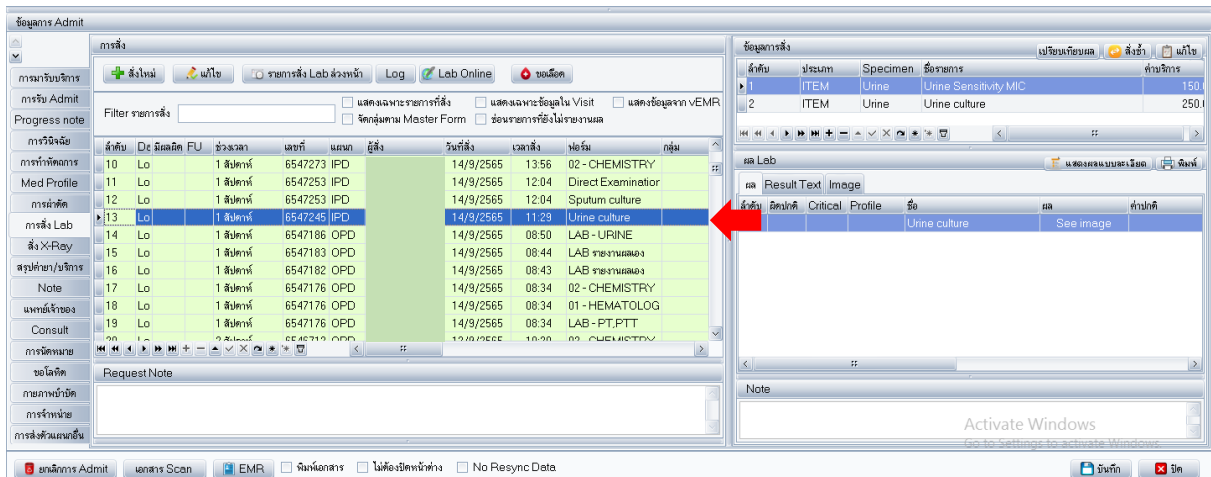 ข้อมูลการ Admit
การมารับบริการ
การรับ Admit
Progress note
การวินิจฉัย
การทำหัตถการ
Med Profile
การผ่าตัด
การสั่ง Lab
สั่ง X-Ray
สรุปค่ายา/บริการ
Note
แพทย์เจ้าของ
Consult
การนัดหมาย
ขอโลหิต
กายภาพบำบัด
การจำหน่าย
การส่งตัวแผนกอื่น
การสั่ง
สั่งใหม่ แก้ไข รายการสั่ง Lab ล่วงหน้า Log Lab Online ขอเลือด
Filter รายการสั่ง
แสดงเฉพาะรายการที่สั่ง แสดงเฉพาะข้อมูลใน Visit แสดงข้อมูลจาก vEMR
จัดกลุ่มตาม Master Form ซ่อนรายการที่ยังไม่รายงานผล
ลำดับ De มีผลผิด FU ช่วงเวลา เลขที่ แผนก ผู้สั่ง วันที่สั่ง เวลาสั่ง ฟอร์ม กลุ่ม
10 Lo 1 สัปดาห์ 6547273 IPD 14/9/2565 13:56 02 - CHEMISTRY
11 Lo 1 สัปดาห์ 6547253 IPD 14/9/2565 12:04 Direct Examination
12 Lo 1 สัปดาห์ 6547253 IPD 14/9/2565 12:04 Sputum culture
13 Lo 1 สัปดาห์ 6547245 IPD 14/9/2565 11:29 Urine culture
14 Lo 1 สัปดาห์ 6547186 OPD 14/9/2565 08:50 LAB - URINE
15 Lo 1 สัปดาห์ 6547183 OPD 14/9/2565 08:44 LAB รายงานผลเอง
16 Lo 1 สัปดาห์ 6547182 OPD 14/9/2565 08:43 LAB รายงานผลเอง
17 Lo 1 สัปดาห์ 6547176 OPD 14/9/2565 08:34 02 - CHEMISTRY
18 Lo 1 สัปดาห์ 6547176 OPD 14/9/2565 08:34 01 - HEMATOLOG
19 Lo 1 สัปดาห์ 6547176 OPD 14/9/2565 08:34 LAB - PT,PTT
Request Note
ข้อมูลการสั่ง
เปรียบเทียบผล สั่งซ้ำ แก้ไข
ลำดับ ประเภท Specimen ชื่อรายการ ค่าบริการ
1 ITEM Urine Urine Sensitivity MIC 150.
2 ITEM Urine Urine culture 250.
ผล Lab
แสดงผลแบบละเอียด พิมพ์
ผล Result Text Image
ลำดับ ผิดปกติ Critical Profile ชื่อ ผล ค่าปกติ
Urine culture See image
Note
Activate Windows
Go to Settings to activate Windows.
ยกเลิกการ Admit เอกสาร Scan EMR พิมพ์เอกสาร ไม่ต้องปิดหน้าต่าง No Resync Data บันทึก ปิด